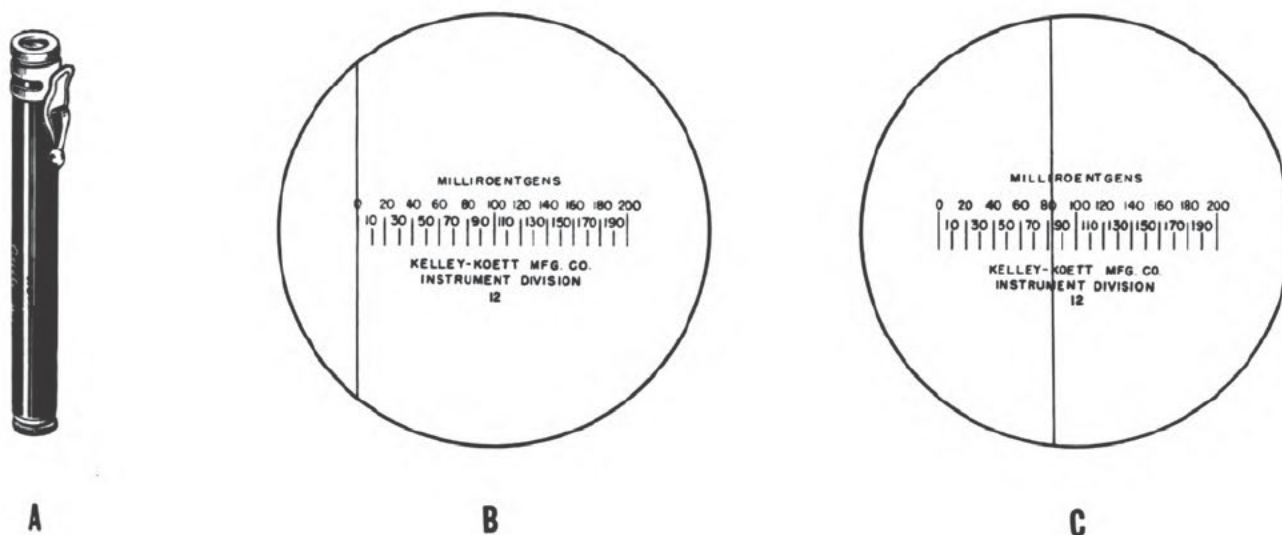 MILLIROENTGENS
0 20 40 60 80 100 120 140 160 180 200
10 30 50 70 90 110 130 150 170 190
KELLEY-KOETT MFG. CO.
INSTRUMENT DIVISION
12
MILLIROENTGENS
0 20 40 60 80 100 120 140 160 180 200
10 30 50 70 90 110 130 150 170 190
KELLEY-KOETT MFG. CO.
INSTRUMENT DIVISION
12
A
B
C